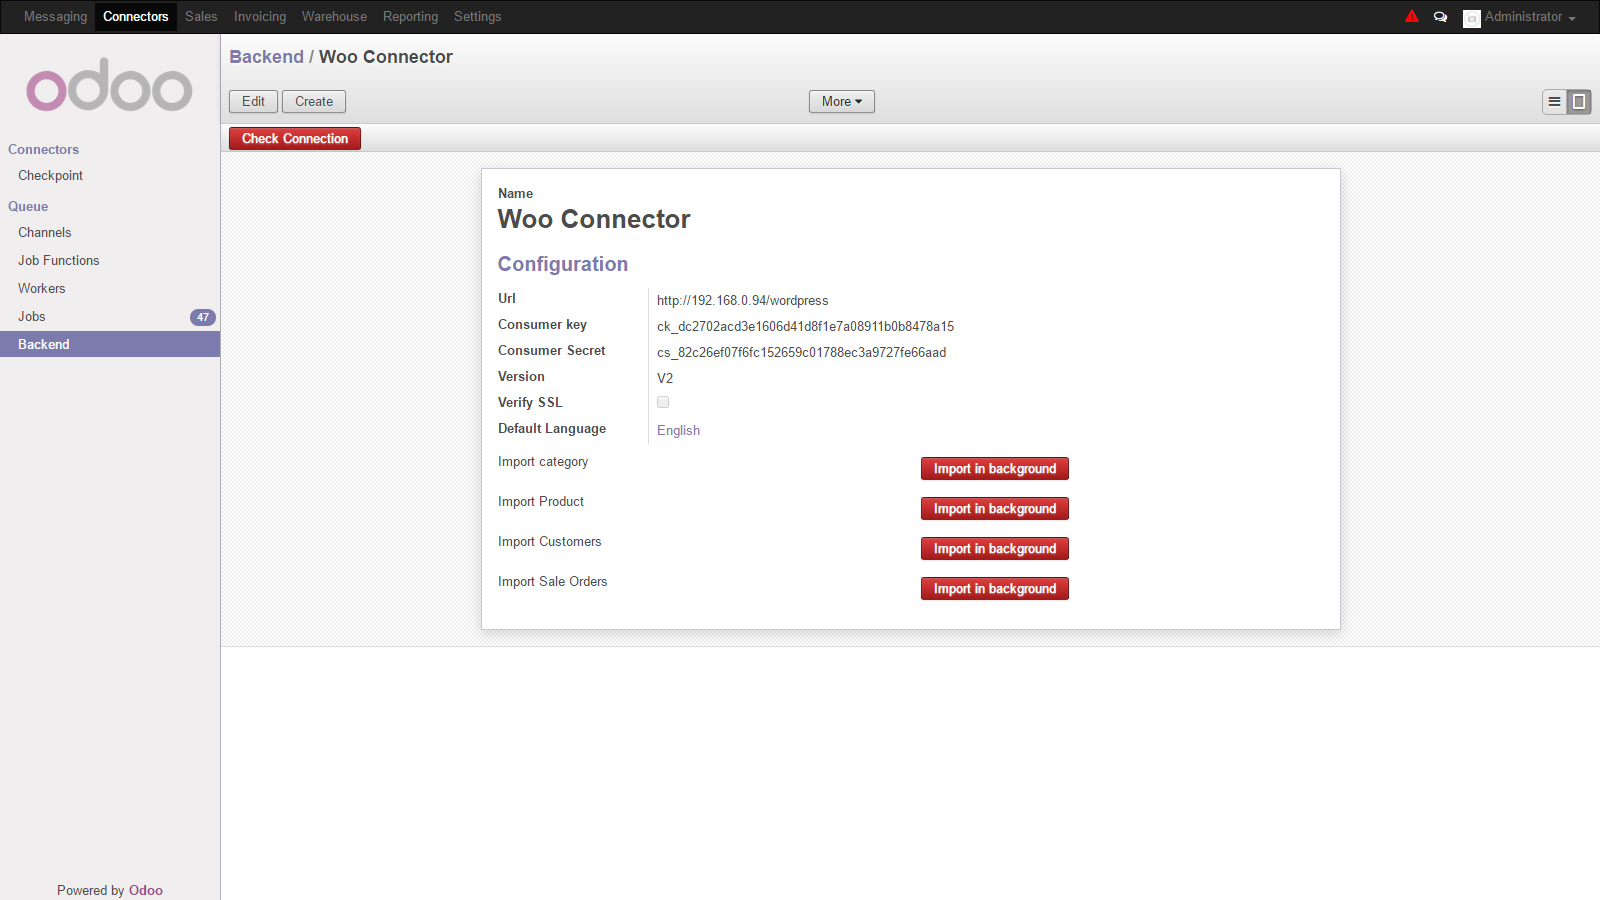 Messaging Connectors Sales Invoicing Warehouse Reporting Settings Administrator
odoo
Connectors
Checkpoint
Queue
Channels
Job Functions
Workers
Jobs 47
Backend
Powered by Odoo
Backend / Woo Connector
Edit Create More
Check Connection
Name
Woo Connector
Configuration
Url http://192.168.0.94/wordpress
Consumer key ck_dc2702acd3e1606d41d8f1e7a08911b0b8478a15
Consumer Secret cs_82c26ef07f6fc152659c01788ec3a9727fe66aad
Version V2
Verify SSL
Default Language English
Import category Import in background
Import Product Import in background
Import Customers Import in background
Import Sale Orders Import in background